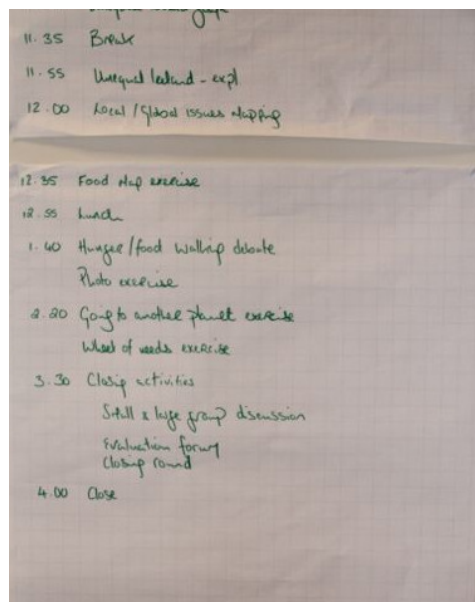 11.35 Break
11.55 Unequal Ireland - expl.
12.00 Local / Global issues Mapping
12.35 Food Map exercise
12.55 Lunch
1.40 Hunger / food walking debate
Photo exercise
2.20 Going to another planet exercise
Wheel of needs exercise
3.30 Closing activities
Small & large group discussion
Evaluation forms
Closing round
4.00 Close